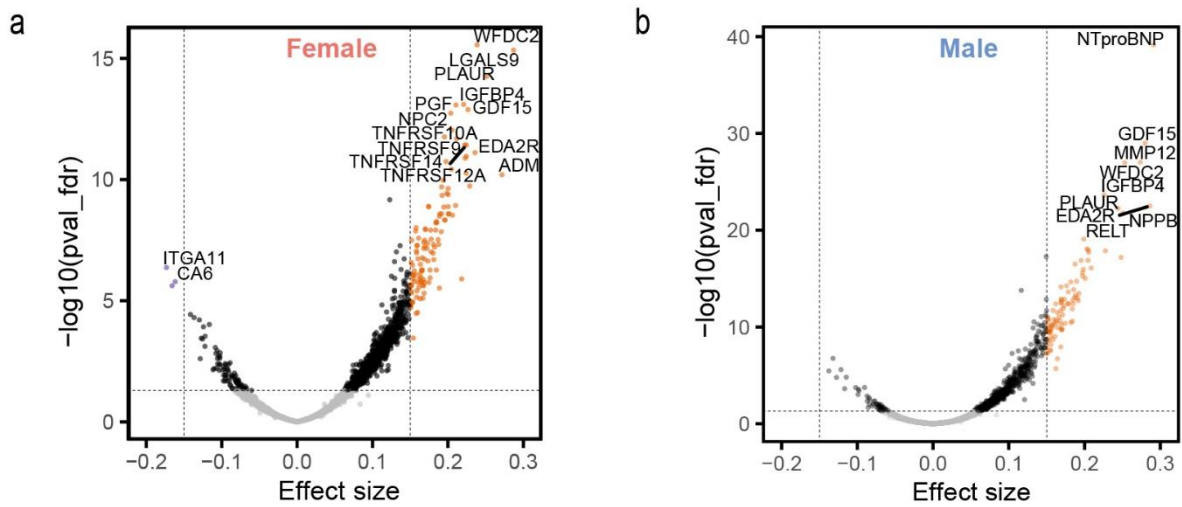 a
Female
WFDC2
LGALS9
PLAUR
IGFBP4
PGF
GDF15
NPC2
TNFRSF10A
TNFRSF9
EDA2R
TNFRSF14
ADM
TNFRSF12A
ITGA11
CA6
15
10
5
0
−log10(pval_fdr)
−0.2
−0.1
0.0
0.1
0.2
0.3
Effect size
b
Male
NTproBNP
GDF15
MMP12
WFDC2
IGFBP4
PLAUR
EDA2R
NPPB
RELT
40
30
20
10
0
−log10(pval_fdr)
−0.2
−0.1
0.0
0.1
0.2
0.3
Effect size